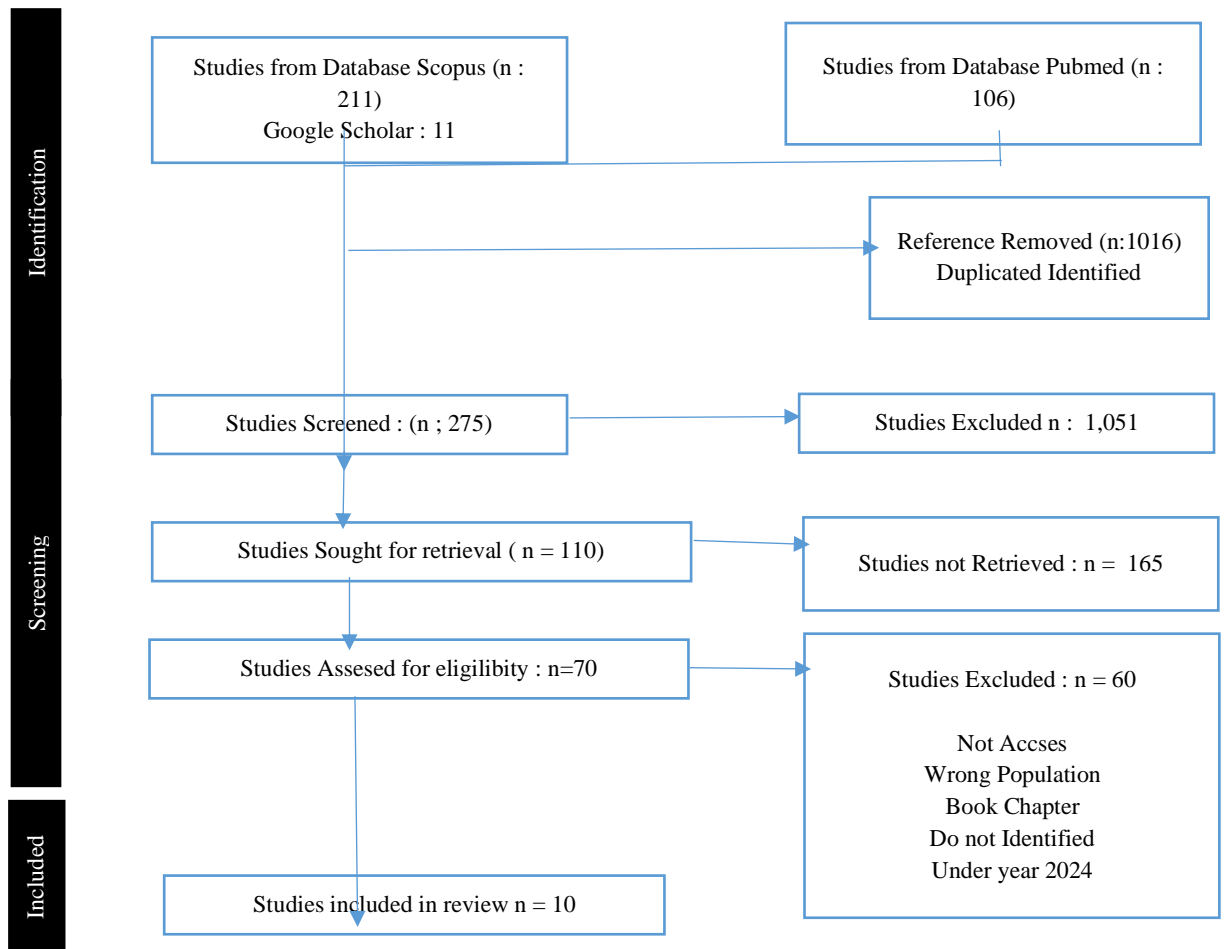 Identification
Studies from Database Scopus (n :
211)
Google Scholar : 11
Studies from Database Pubmed (n :
106)
Reference Removed (n:1016)
Duplicated Identified
Screening
Studies Screened : (n ; 275)
Studies Excluded n :  1,051
Studies Sought for retrieval ( n = 110)
Studies not Retrieved : n =  165
Studies Assesed for eligilibity : n=70
Studies Excluded : n = 60
Not Accses
Wrong Population
Book Chapter
Do not Identified
Under year 2024
Included
Studies included in review n = 10